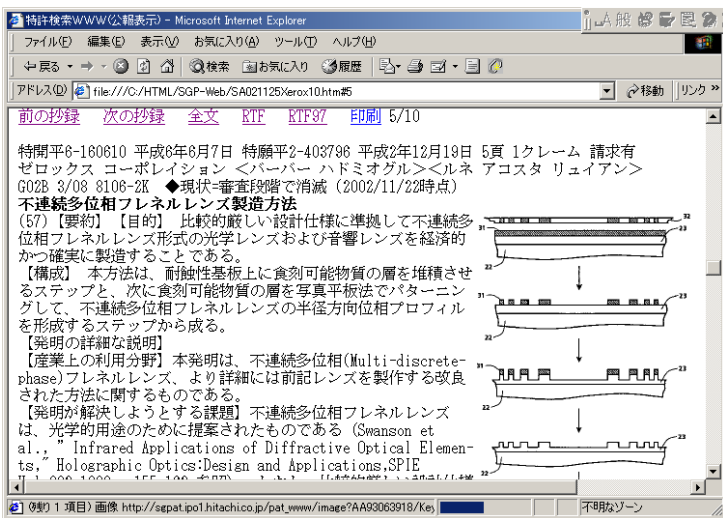 特許検索WWW(公報表示) - Microsoft Internet Explorer
A 般
ファイル(F) 編集(E) 表示(V) お気に入り(A) ツール(T) ヘルプ(H)
戻る 検索 お気に入り 履歴
アドレス(D) file:///C:/HTML/SGP-Web/SA021125Xerox10.htm#5 移動 リンク »
前の抄録 次の抄録 全文 RTF RTF97 印刷 5/10
特開平6-160610 平成6年6月7日 特願平2-403796 平成2年12月19日 5頁 1クレーム 請求有
ゼロックス コーポレイション <バーバー ハドミオグル><ルネ アコスタ リュイアン>
G02B 3/08 8106-2K ◆現状=審査段階で消滅 (2002/11/22時点)
不連続多位相フレネルレンズ製造方法
(57)【要約】【目的】 比較的厳しい設計仕様に準拠して不連続多
位相フレネルレンズ形式の光学レンズおよび音響レンズを経済的
かつ確実に製造することである。
【構成】 本方法は、耐蝕性基板上に食刻可能物質の層を堆積させ
るステップと、次に食刻可能物質の層を写真平板法でパターニン
グして、不連続多位相フレネルレンズの半径方向位相プロフィル
を形成するステップから成る。
【発明の詳細な説明】
【産業上の利用分野】本発明は、不連続多位相(Multi-discrete-
phase)フレネルレンズ、より詳細には前記レンズを製作する改良
された方法に関するものである。
【発明が解決しようとする課題】不連続多位相フレネルレンズ
は、光学的用途のために提案されたものである (Swanson et
al., " Infrared Applications of Diffractive Optical Elemen-
ts," Holographic Optics:Design and Applications,SPIE
32
31
23
22
31
23
22
31
23
22
23
22
(残り 1 項目) 画像 http://sgpat.ipo1.hitachi.co.jp/pat_www/image?AA93063918/Key 不明なゾーン